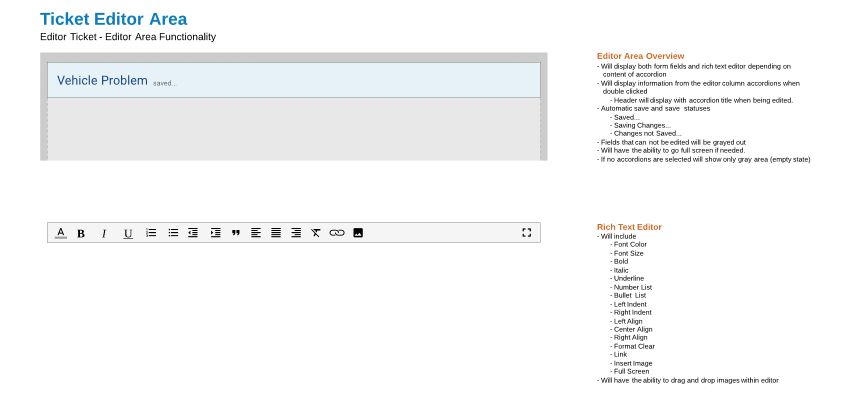 Ticket Editor Area
Editor Ticket - Editor Area Functionality
Vehicle Problem saved...
Editor Area Overview
- Will display both form fields and rich text editor depending on
content of accordion
- Will display information from the editor column accordions when
double clicked
- Header will display with accordion title when being edited.
- Automatic save and save statuses
- Saved...
- Saving Changes...
- Changes not Saved...
- Fields that can not be edited will be grayed out
- Will have the ability to go full screen if needed.
- If no accordions are selected will show only gray area (empty state)
A B I U
Rich Text Editor
- Will include
- Font Color
- Font Size
- Bold
- Italic
- Underline
- Number List
- Bullet List
- Left Indent
- Right Indent
- Left Align
- Center Align
- Right Align
- Format Clear
- Link
- Insert Image
- Full Screen
- Will have the ability to drag and drop images within editor